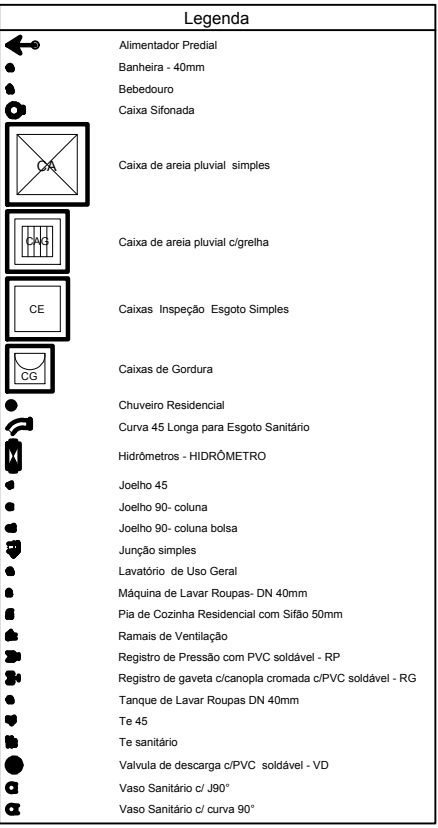 Legenda
Alimentador Predial
Banheira - 40mm
Bebedouro
Caixa Sifonada
CA
Caixa de areia pluvial simples
CAG
Caixa de areia pluvial c/grelha
CE
Caixas Inspeção Esgoto Simples
CG
Caixas de Gordura
Chuveiro Residencial
Curva 45 Longa para Esgoto Sanitário
Hidrômetros - HIDRÔMETRO
Joelho 45
Joelho 90- coluna
Joelho 90- coluna bolsa
Junção simples
Lavatório de Uso Geral
Máquina de Lavar Roupas- DN 40mm
Pia de Cozinha Residencial com Sifão 50mm
Ramais de Ventilação
Registro de Pressão com PVC soldável - RP
Registro de gaveta c/canopla cromada c/PVC soldável - RG
Tanque de Lavar Roupas DN 40mm
Te 45
Te sanitário
Valvula de descarga c/PVC soldável - VD
Vaso Sanitário c/ J90°
Vaso Sanitário c/ curva 90°